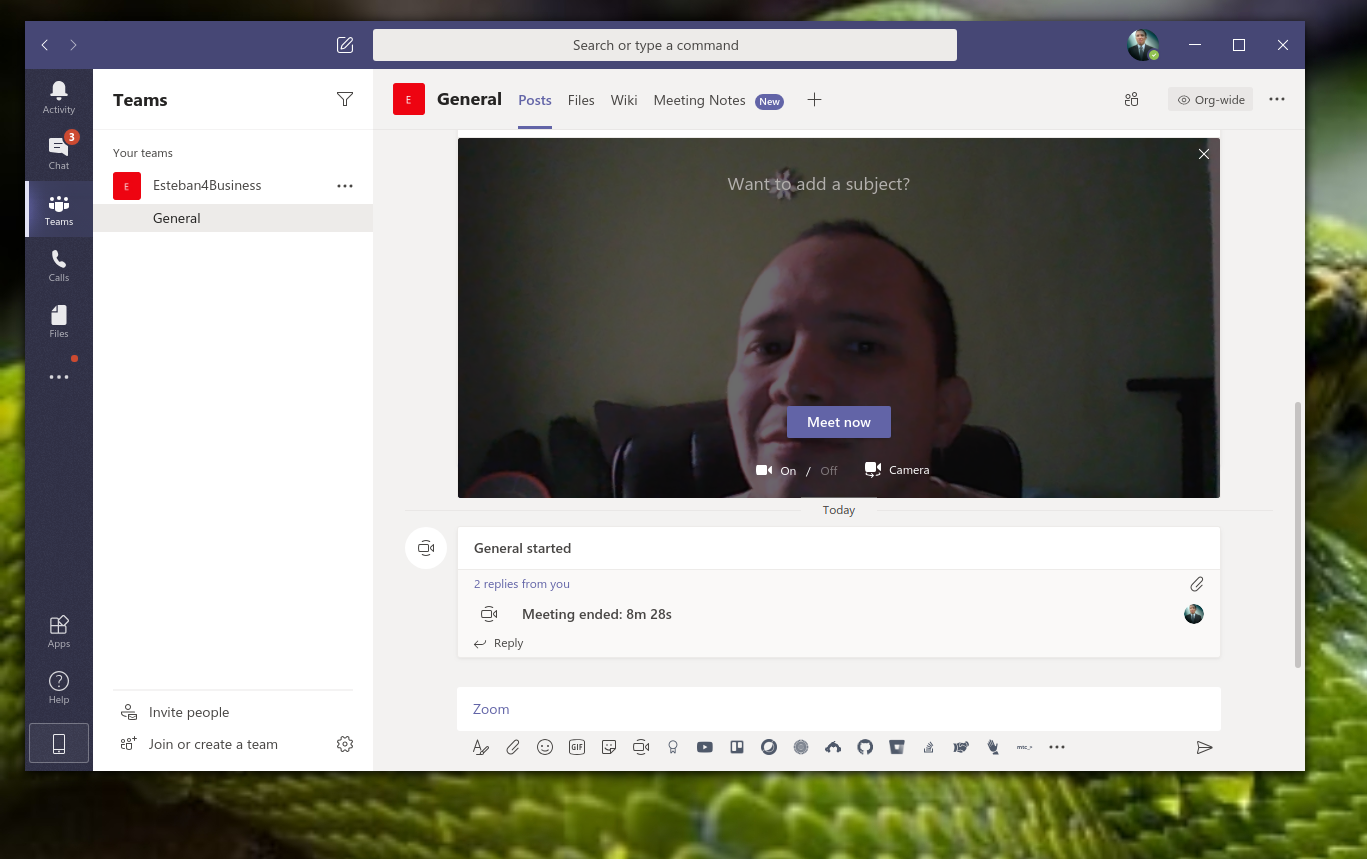 Search or type a command
Activity
3
Chat
Teams
Calls
Files
Apps
Help
Teams
Your teams
E
Esteban4Business
General
Invite people
Join or create a team
E
General
Posts
Files
Wiki
Meeting Notes
New
Org-wide
Want to add a subject?
Meet now
On / Off
Camera
Today
General started
2 replies from you
Meeting ended: 8m 28s
Reply
Zoom
GIF